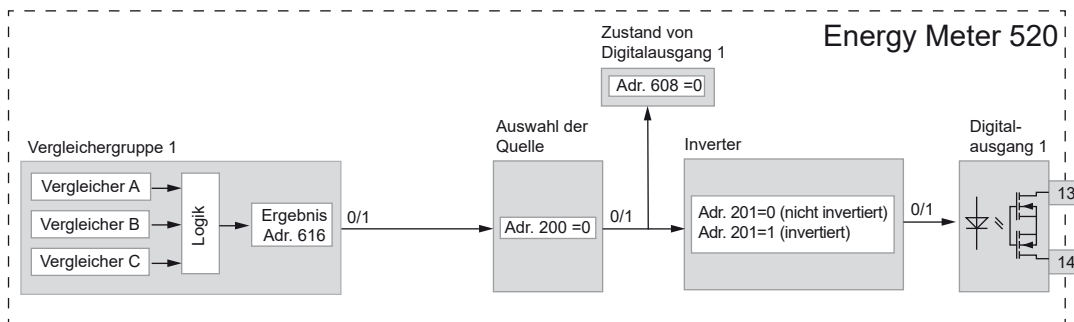 Energy Meter 520
Zustand von
Digitalausgang 1
Adr. 608 =0
Vergleichergruppe 1
Vergleicher A
Vergleicher B
Vergleicher C
Logik
Ergebnis
Adr. 616
0/1
Auswahl der
Quelle
Adr. 200 =0
0/1
Inverter
Adr. 201=0 (nicht invertiert)
Adr. 201=1 (invertiert)
0/1
Digital-
ausgang 1
13
14